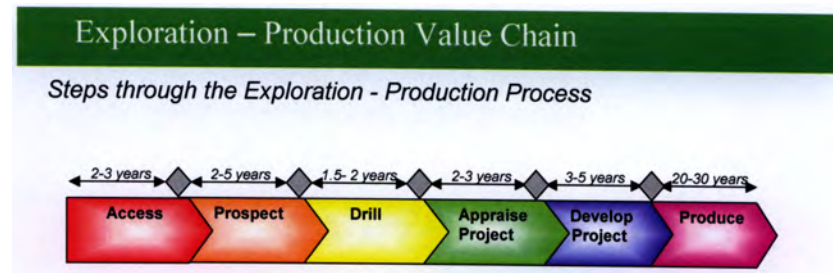 Exploration – Production Value Chain
Steps through the Exploration - Production Process
2-3 years 2-5 years 1.5- 2 years 2-3 years 3-5 years 20-30 years
Access Prospect Drill Appraise Project Develop Project Produce